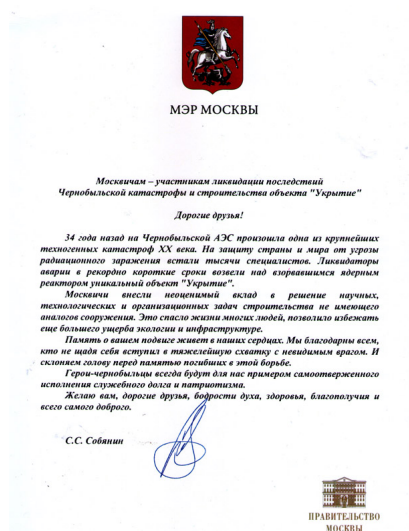 МЭР МОСКВЫ
Москвичам – участникам ликвидации последствий
Чернобыльской катастрофы и строительства объекта "Укрытие"
Дорогие друзья!
34 года назад на Чернобыльской АЭС произошла одна из крупнейших
техногенных катастроф XX века. На защиту страны и мира от угрозы
радиационного заражения встали тысячи специалистов. Ликвидаторы
аварии в рекордно короткие сроки возвели над взорвавшимся ядерным
реактором уникальный объект "Укрытие".
Москвичи внесли неоценимый вклад в решение научных,
технологических и организационных задач строительства не имеющего
аналогов сооружения. Это спасло жизни многих людей, позволило избежать
еще большего ущерба экологии и инфраструктуре.
Память о вашем подвиге живет в наших сердцах. Мы благодарны всем,
кто не щадя себя вступил в тяжелейшую схватку с невидимым врагом. И
склоняем голову перед памятью погибших в этой борьбе.
Герои-чернобыльцы всегда будут для нас примером самоотверженного
исполнения служебного долга и патриотизма.
Желаю вам, дорогие друзья, бодрости духа, здоровья, благополучия и
всего самого доброго.
С.С. Собянин
ПРАВИТЕЛЬСТВО
МОСКВЫ